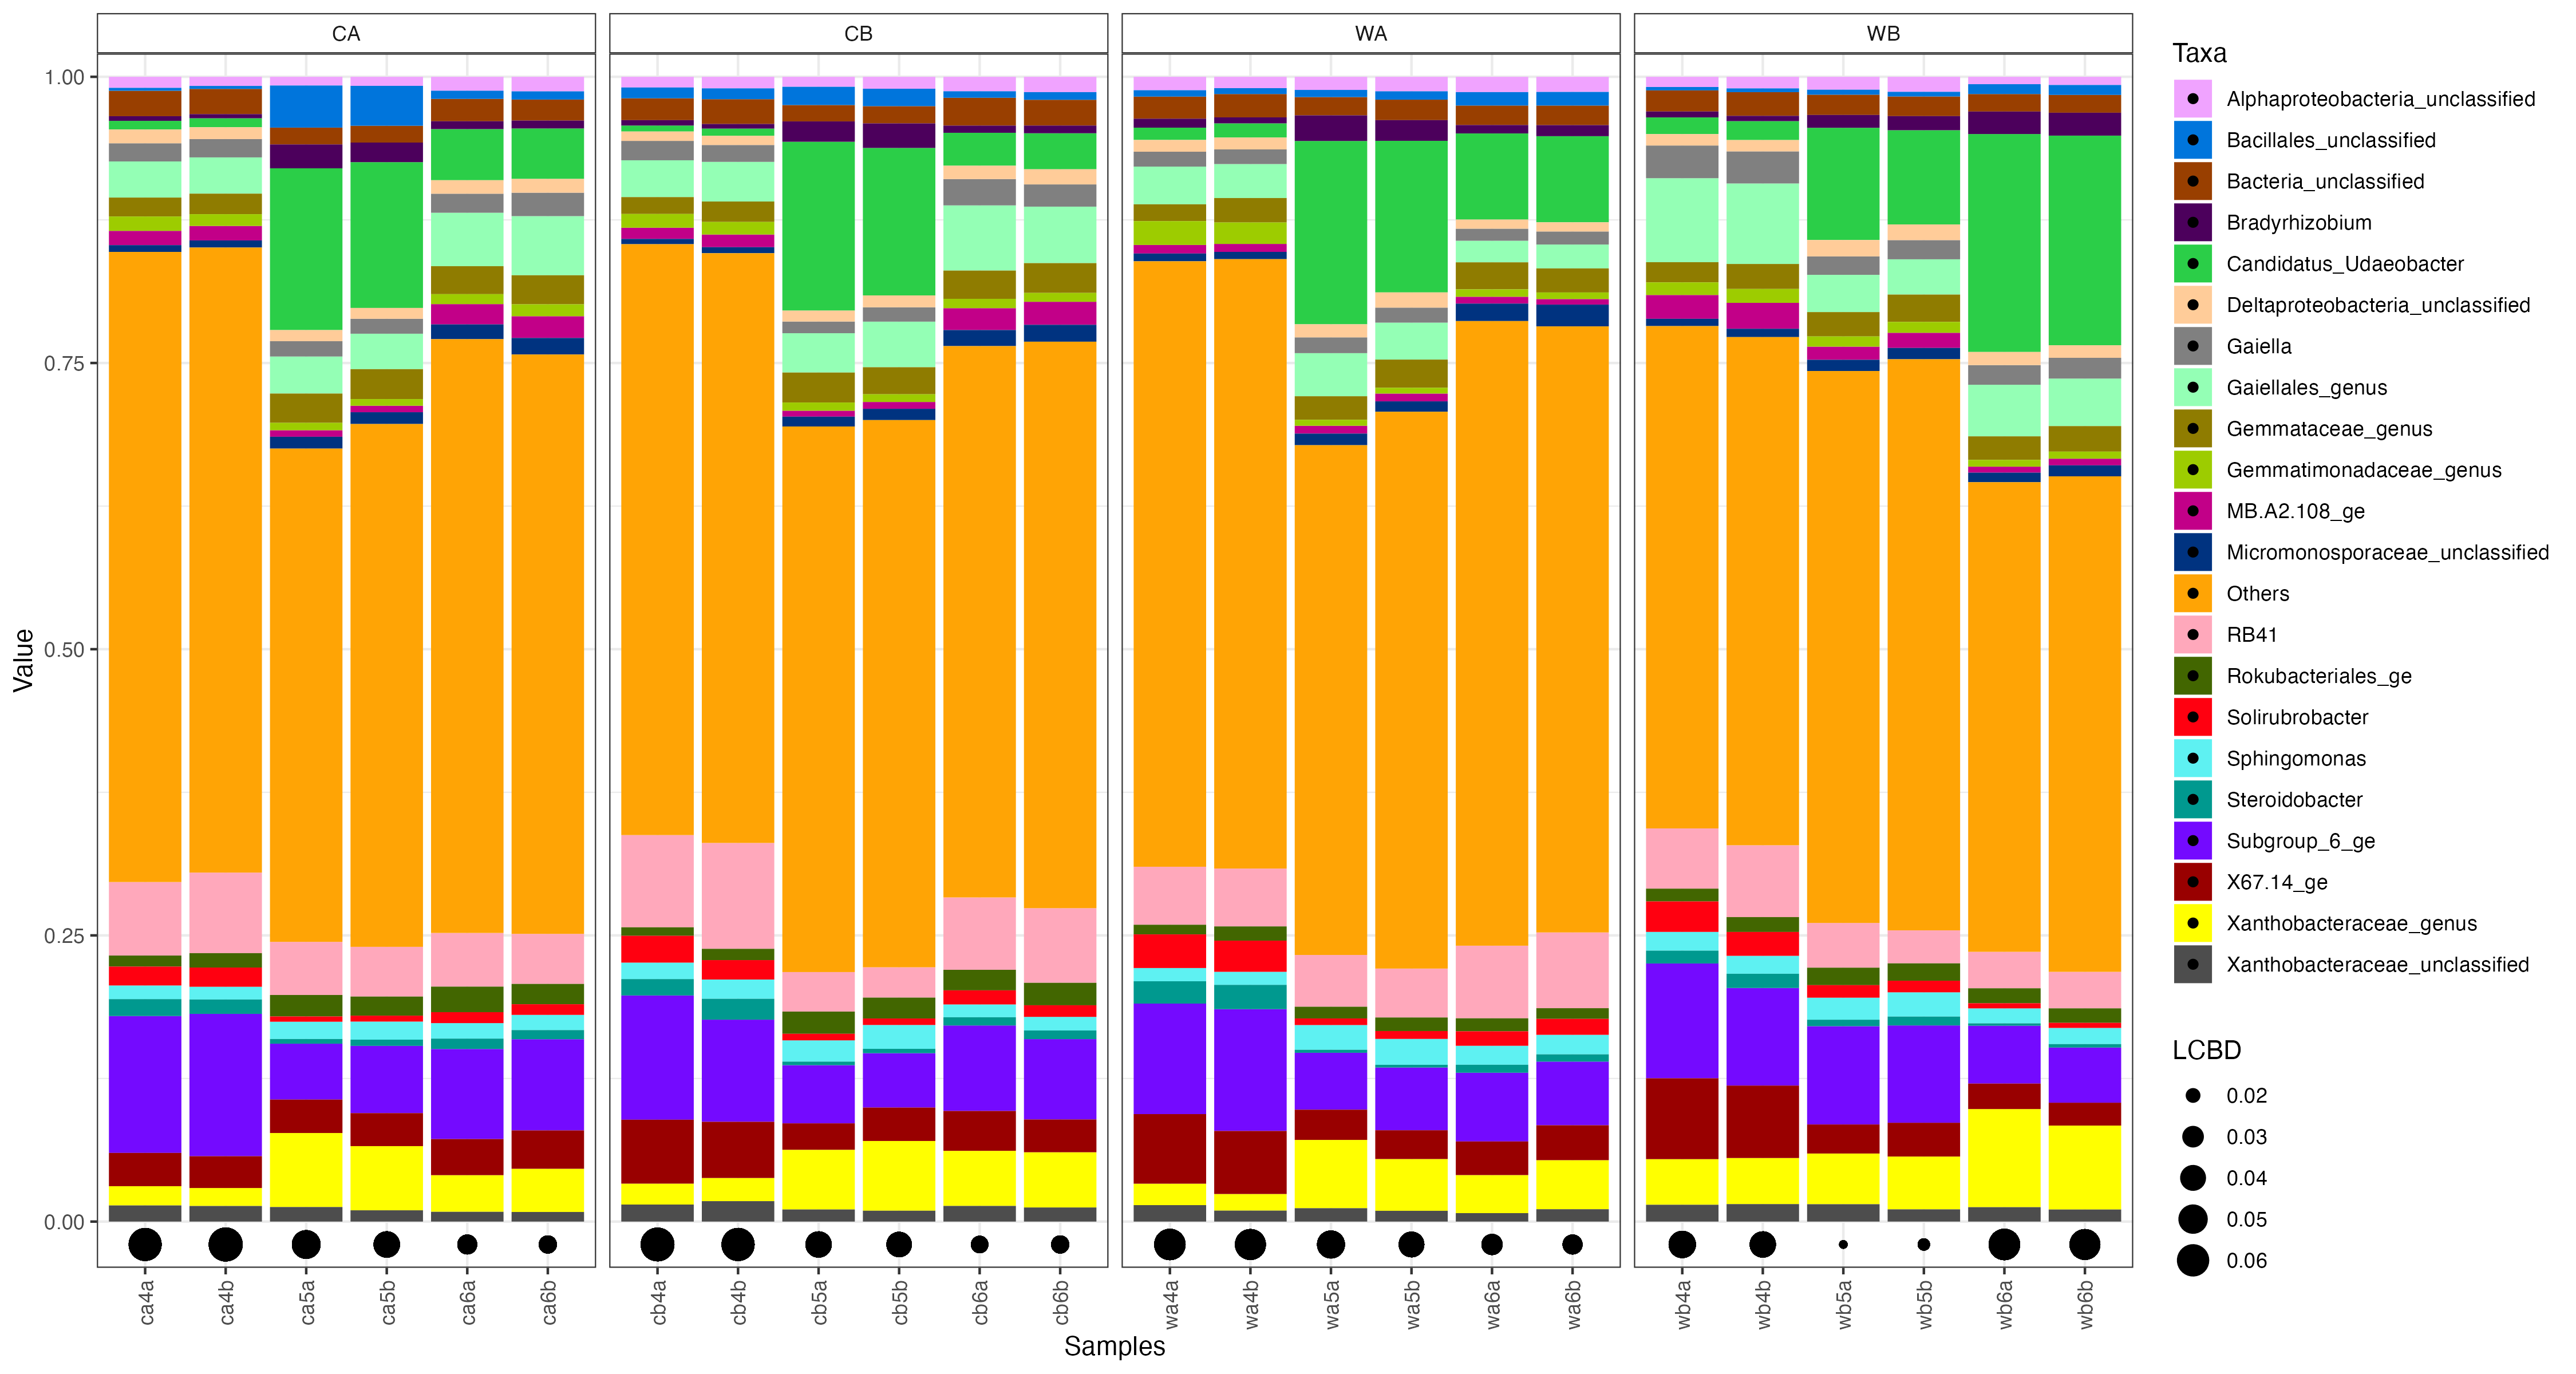 CA
CB
WA
WB
1.00
0.75
0.50
0.25
0.00
Value
ca4a
ca4b
ca5a
ca5b
ca6a
ca6b
cb4a
cb4b
cb5a
cb5b
cb6a
cb6b
wa4a
wa4b
wa5a
wa5b
wa6a
wa6b
wb4a
wb4b
wb5a
wb5b
wb6a
wb6b
Samples
Taxa
Alphaproteobacteria_unclassified
Bacillales_unclassified
Bacteria_unclassified
Bradyrhizobium
Candidatus_Udaeobacter
Deltaproteobacteria_unclassified
Gaiella
Gaiellales_genus
Gemmataceae_genus
Gemmatimonadaceae_genus
MB.A2.108_ge
Micromonosporaceae_unclassified
Others
RB41
Rokubacteriales_ge
Solirubrobacter
Sphingomonas
Steroidobacter
Subgroup_6_ge
X67.14_ge
Xanthobacteraceae_genus
Xanthobacteraceae_unclassified
LCBD
0.02
0.03
0.04
0.05
0.06